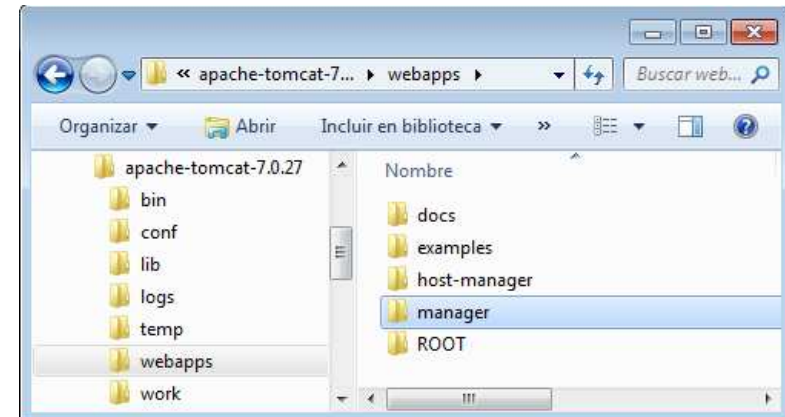 « apache-tomcat-7... ▸ webapps ▸ Buscar web...
Organizar Abrir Incluir en biblioteca »
apache-tomcat-7.0.27
bin
conf
lib
logs
temp
webapps
work
Nombre
docs
examples
host-manager
manager
ROOT